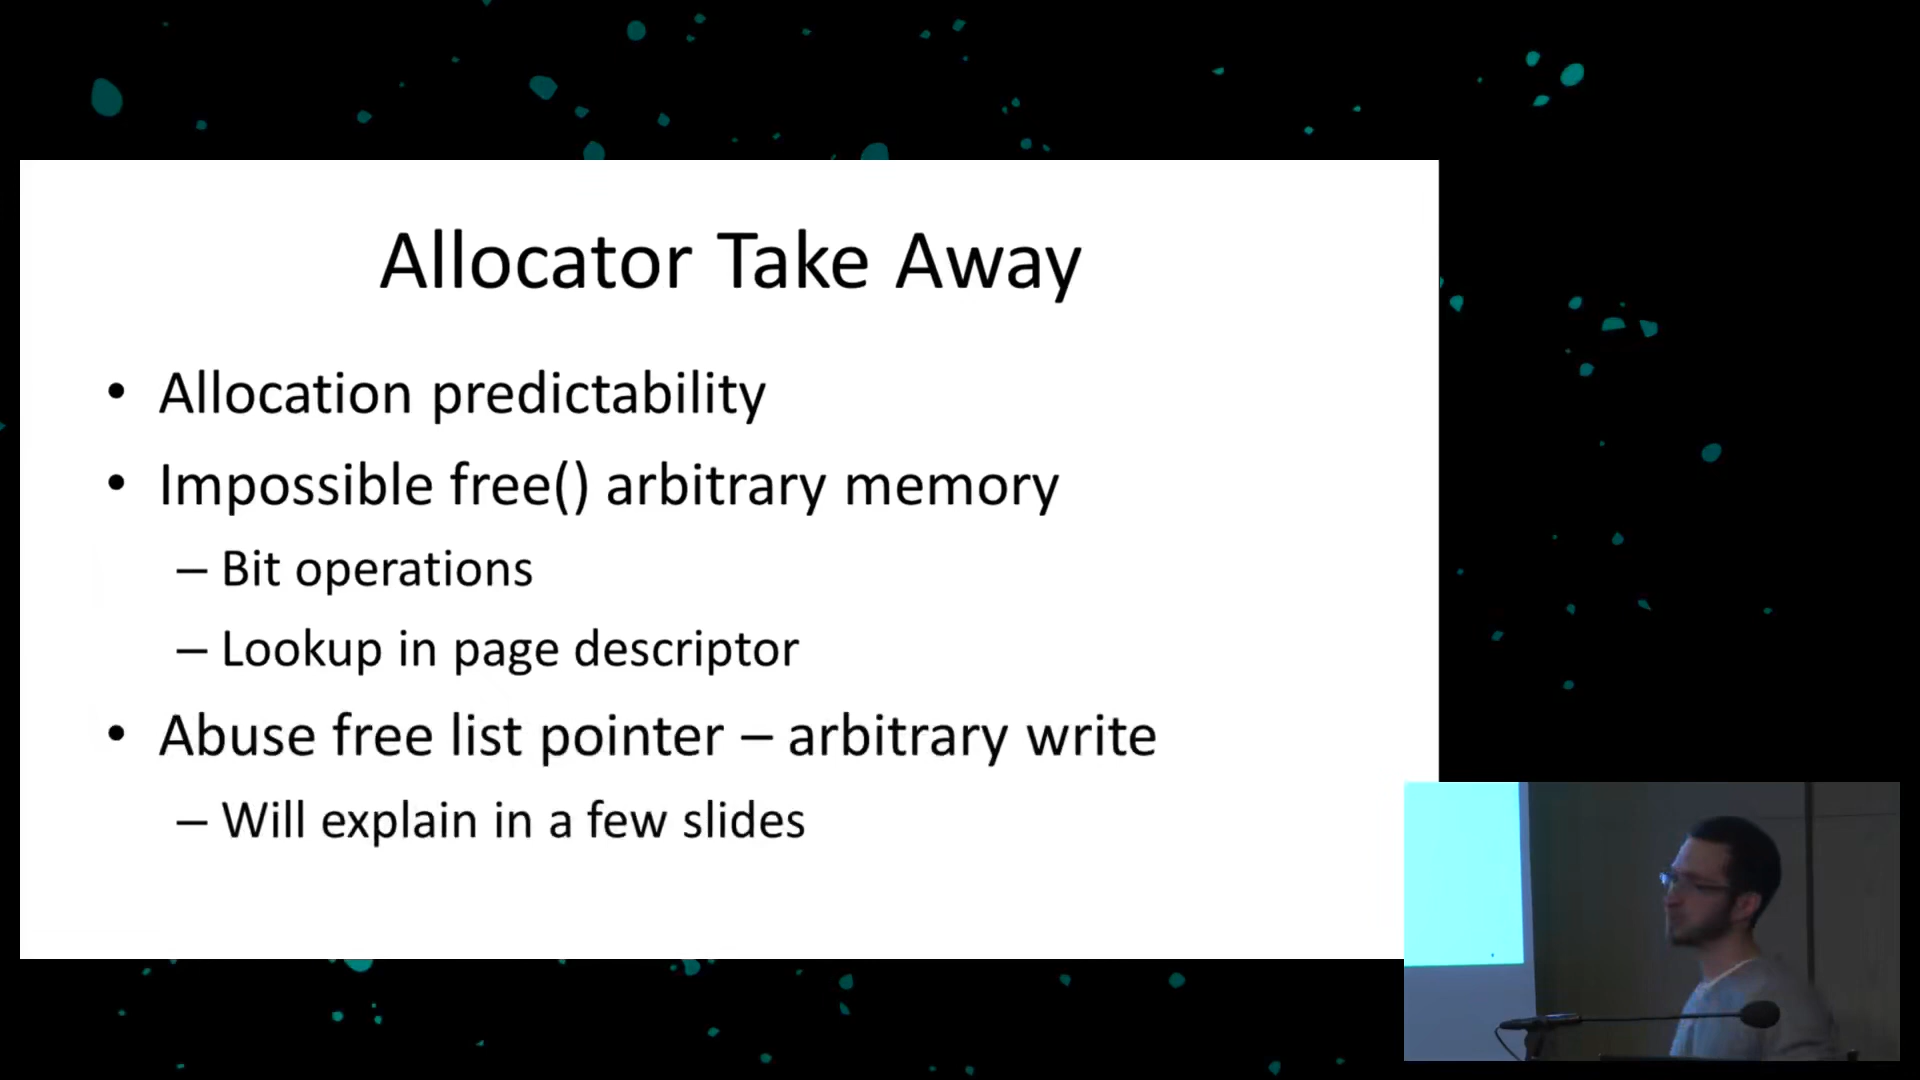 Allocator Take Away
• Allocation predictability
• Impossible free() arbitrary memory
– Bit operations
– Lookup in page descriptor
• Abuse free list pointer – arbitrary write
– Will explain in a few slides